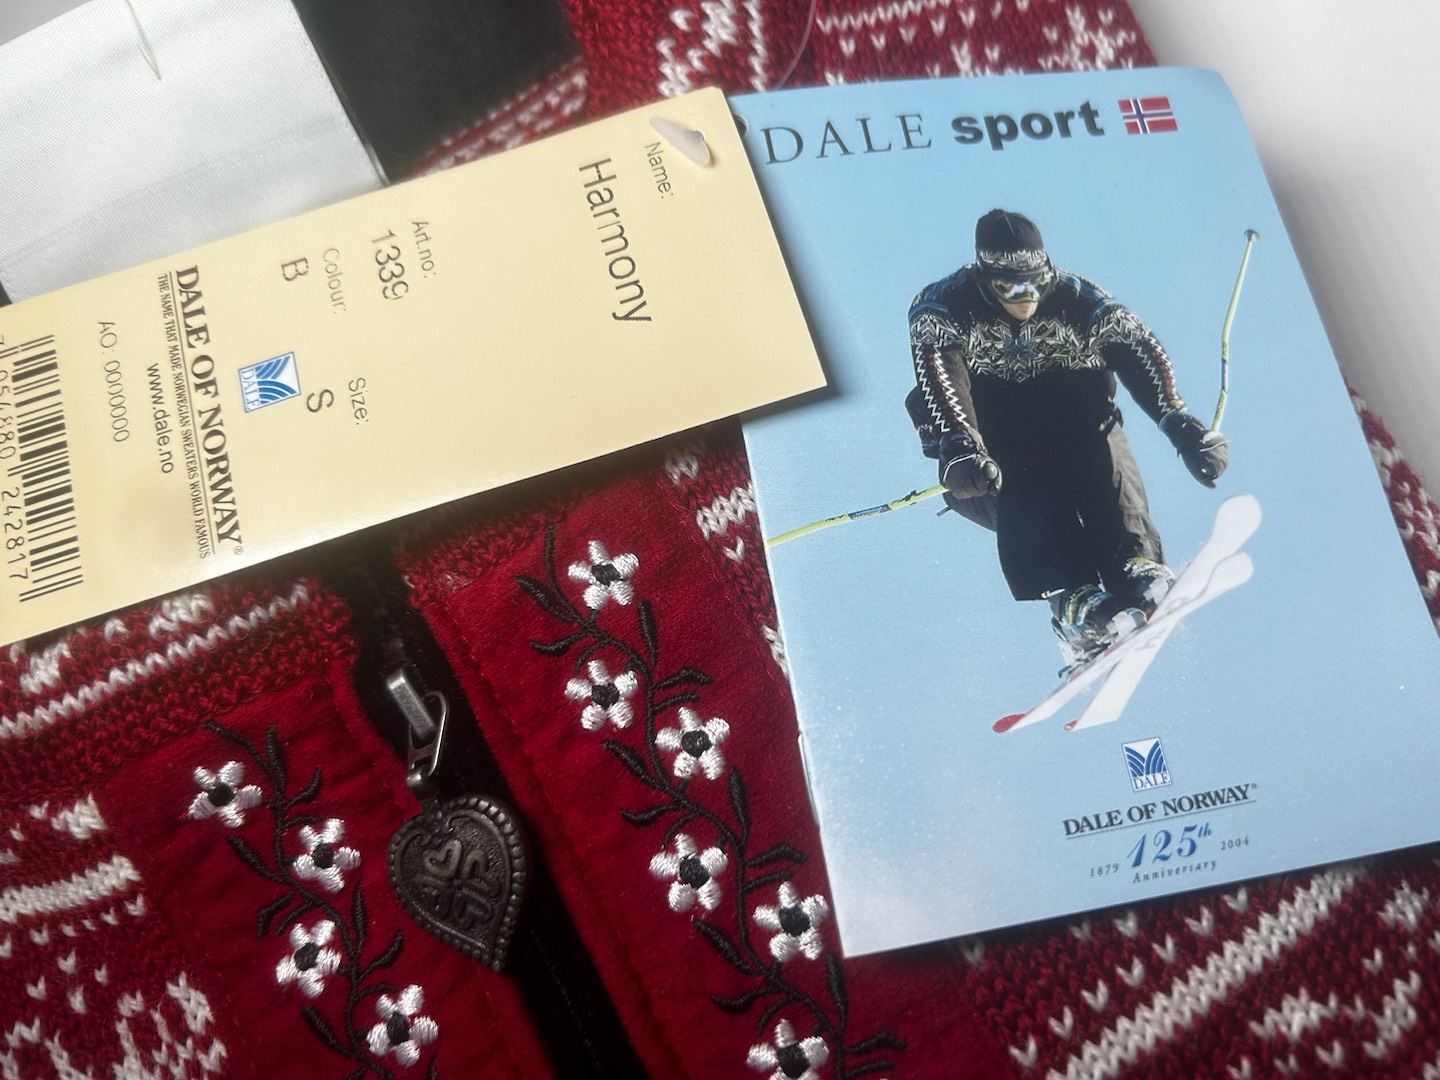 Name:
Harmony
Art.no:
1339
Colour:
B
Size:
S
DALE
DALE OF NORWAY®
THE NAME THAT MADE NORWEGIAN SWEATERS WORLD FAMOUS
www.dale.no
AO: 0000000
242817
DALE sport
DALE
DALE OF NORWAY®
1879 125th 2004
Anniversary